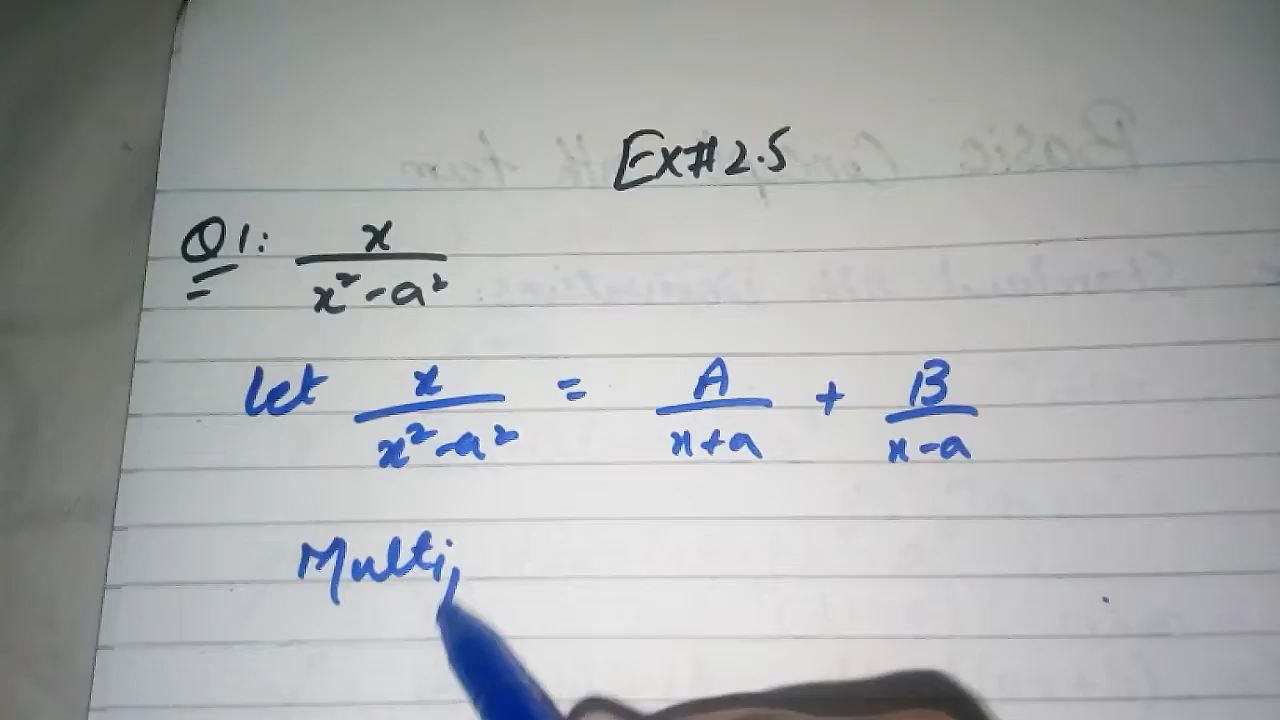 Ex#2.5
Q1: x/(x²-a²)
Let x/(x²-a²) = A/(x+a) + B/(x-a)
Multi